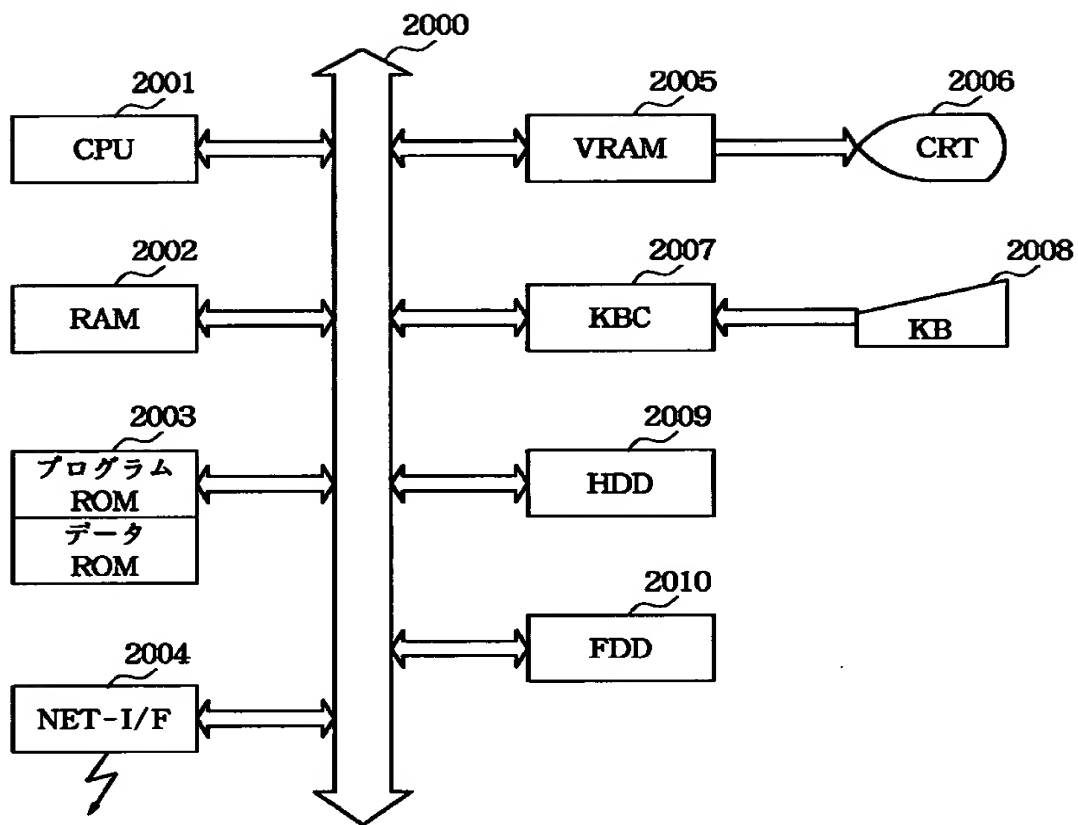 2000
2001
CPU
2005
VRAM
2006
CRT
2002
RAM
2007
KBC
2008
KB
2003
プログラム
ROM
データ
ROM
2009
HDD
2010
FDD
2004
NET-I/F